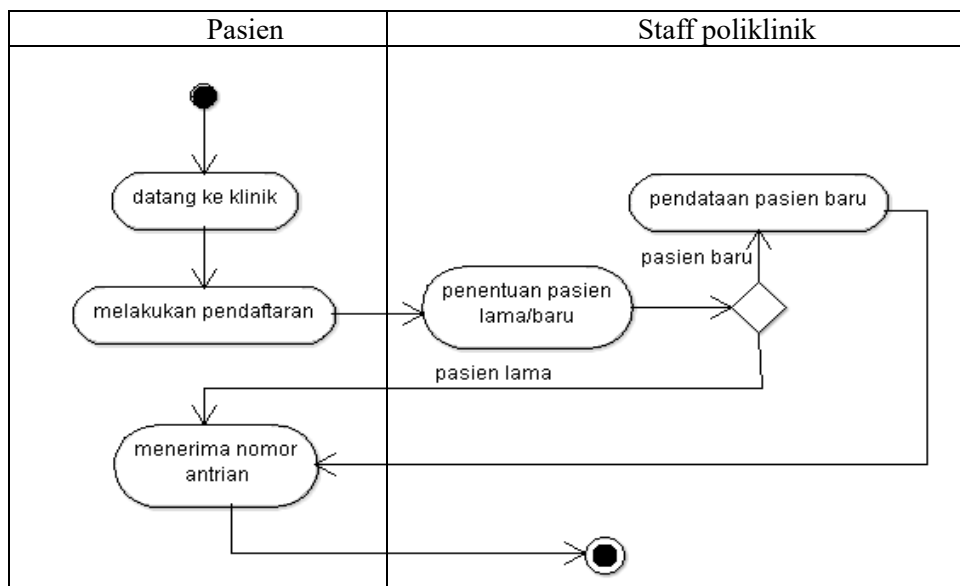 Pasien
Staff poliklinik
datang ke klinik
pendataan pasien baru
pasien baru
melakukan pendaftaran
penentuan pasien
lama/baru
pasien lama
menerima nomor
antrian